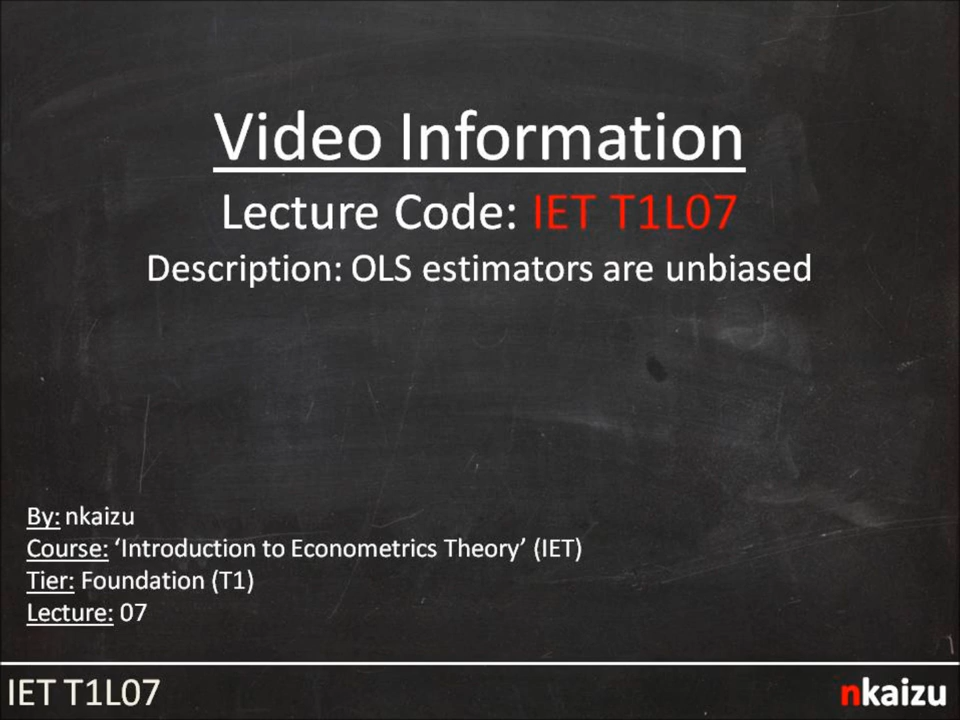 Video Information
Lecture Code: IET T1L07
Description: OLS estimators are unbiased
By: nkaizu
Course: ‘Introduction to Econometrics Theory’ (IET)
Tier: Foundation (T1)
Lecture: 07
IET T1L07
nkaizu